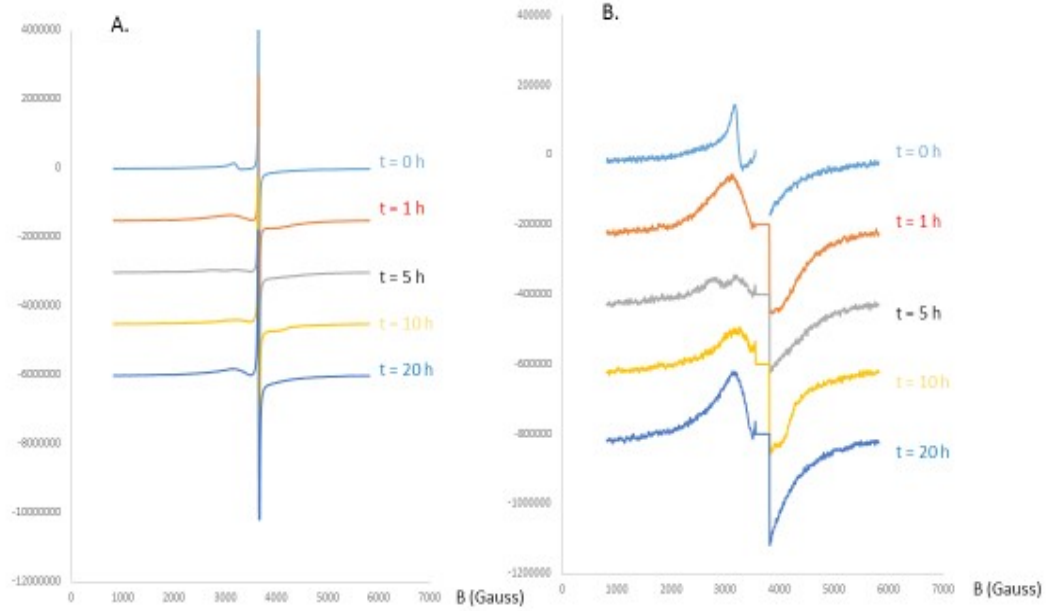 A.
4000000
2000000
0
-2000000
-4000000
-6000000
-8000000
-10000000
-12000000
t = 0 h
t = 1 h
t = 5 h
t = 10 h
t = 20 h
0 1000 2000 3000 4000 5000 6000 7000 B (Gauss)
B.
400000
200000
0
-200000
-400000
-600000
-800000
-1000000
-1200000
t = 0 h
t = 1 h
t = 5 h
t = 10 h
t = 20 h
0 1000 2000 3000 4000 5000 6000 7000 B (Gauss)